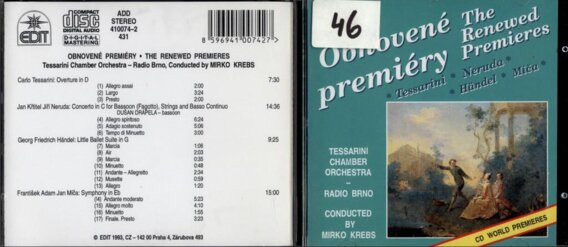 EDIT
COMPACT
disc
DIGITAL AUDIO
DIGITAL
MASTERING
ADD
STEREO
410074-2
431
8 596941 007427
OBNOVENÉ PREMIÉRY • THE RENEWED PREMIERES
Tessarini Chamber Orchestra – Radio Brno, Conducted by MIRKO KREBS
Carlo Tessarini: Overture in D 7:30
(1) Allegro assai 2:00
(2) Largo 3:24
(3) Presto 2:00
Jan Křtitel Jiří Neruda: Concerto in C for Bassoon (Fagotto), Strings and Basso Continuo 14:36
DUŠAN DRÁPELA – bassoon
(4) Allegro spirituoso 6:24
(5) Adagio sostenuto 5:06
(6) Tempo di Minuetto 3:00
Georg Friedrich Händel: Little Ballet Suite in G 9:25
(7) Marcia 1:35
(8) Air 2:03
(9) Marcia 0:35
(10) Minuetto 0:48
(11) Andante – Allegretto 2:35
(12) Musette 0:59
(13) Allegro 1:20
František Adam Jan Míča: Symphony in Eb 15:00
(14) Andante moderato 5:23
(15) Allegro molto 4:10
(16) Minuetto 1:55
(17) Finale. Presto 3:23
℗ © EDIT 1993, CZ – 142 00 Praha 4, Zárubova 493
46
Obnovené
premiéry
The
Renewed
Premieres
• Tessarini • Neruda •
• Händel • Míča •
TESSARINI
CHAMBER
ORCHESTRA
–
RADIO BRNO
CONDUCTED
BY
MIRKO KREBS
CD WORLD PREMIERES